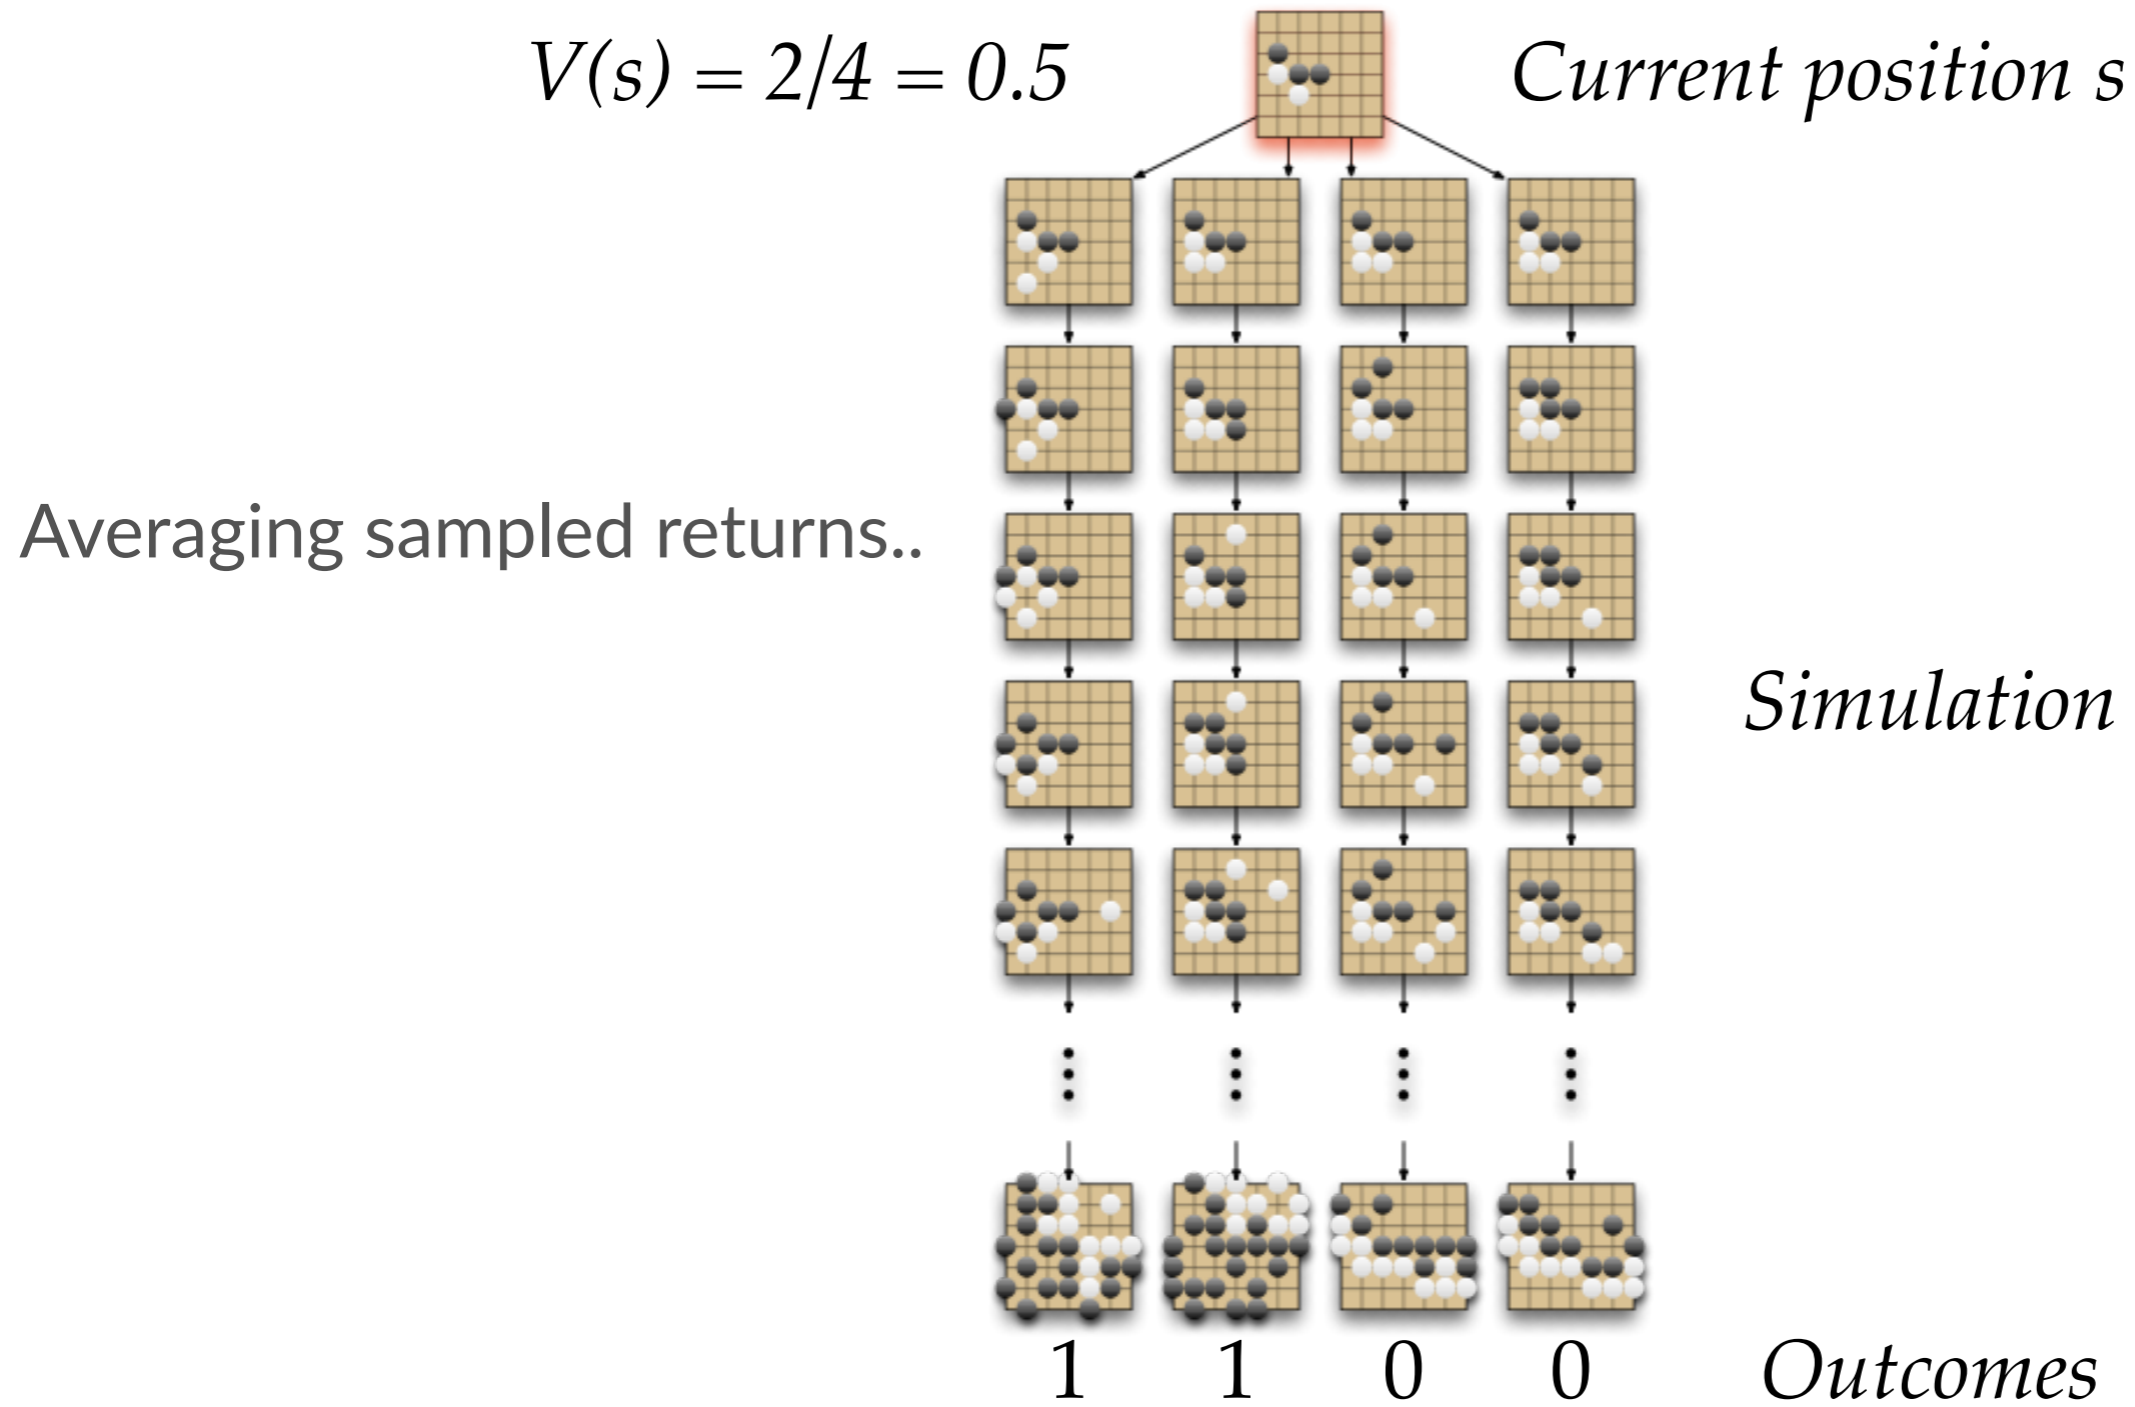 V(s) = 2/4 = 0.5
Current position s
Averaging sampled returns..
Simulation
1 1 0 0 Outcomes